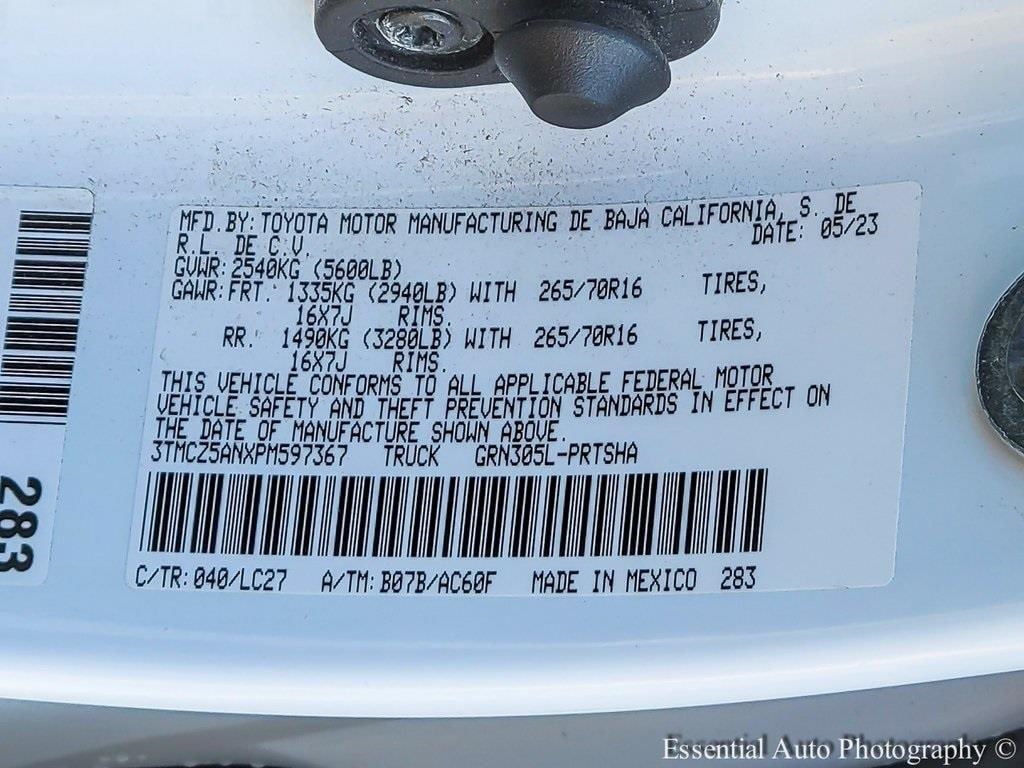 MFD.BY: TOYOTA MOTOR MANUFACTURING DE BAJA CALIFORNIA, S. DE
R.L. DE C.V. DATE: 05/23
GVWR: 2540KG (5600LB)
GAWR: FRT. 1335KG (2940LB) WITH 265/70R16 TIRES,
16X7J RIMS.
RR. 1490KG (3280LB) WITH 265/70R16 TIRES,
16X7J RIMS.
THIS VEHICLE CONFORMS TO ALL APPLICABLE FEDERAL MOTOR
VEHICLE SAFETY AND THEFT PREVENTION STANDARDS IN EFFECT ON
THE DATE OF MANUFACTURE SHOWN ABOVE.
3TMCZ5ANXPM597367 TRUCK GRN305L-PRTSHA
C/TR: 040/LC27 A/TM: B07B/AC60F MADE IN MEXICO 283
283
Essential Auto Photography ©